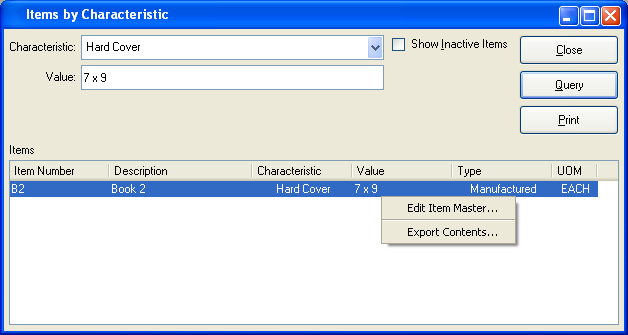 Items by Characteristic
Characteristic: Hard Cover Show Inactive Items Close
Value: 7 x 9 Query
Print
Items
Item Number Description Characteristic Value Type UOM
B2 Book 2 Hard Cover 7 x 9 Manufactured EACH
Edit Item Master...
Export Contents...